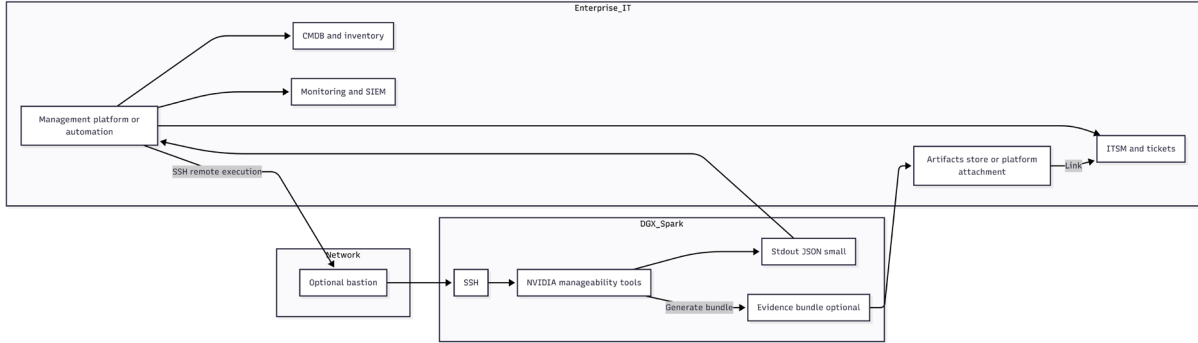 Enterprise_IT
CMDB and inventory
Monitoring and SIEM
Management platform or
automation
ITSM and tickets
Artifacts store or platform
attachment
Link
SSH remote execution
DGX_Spark
Network
Optional bastion
SSH
NVIDIA manageability tools
Stdout JSON small
Generate bundle
Evidence bundle optional